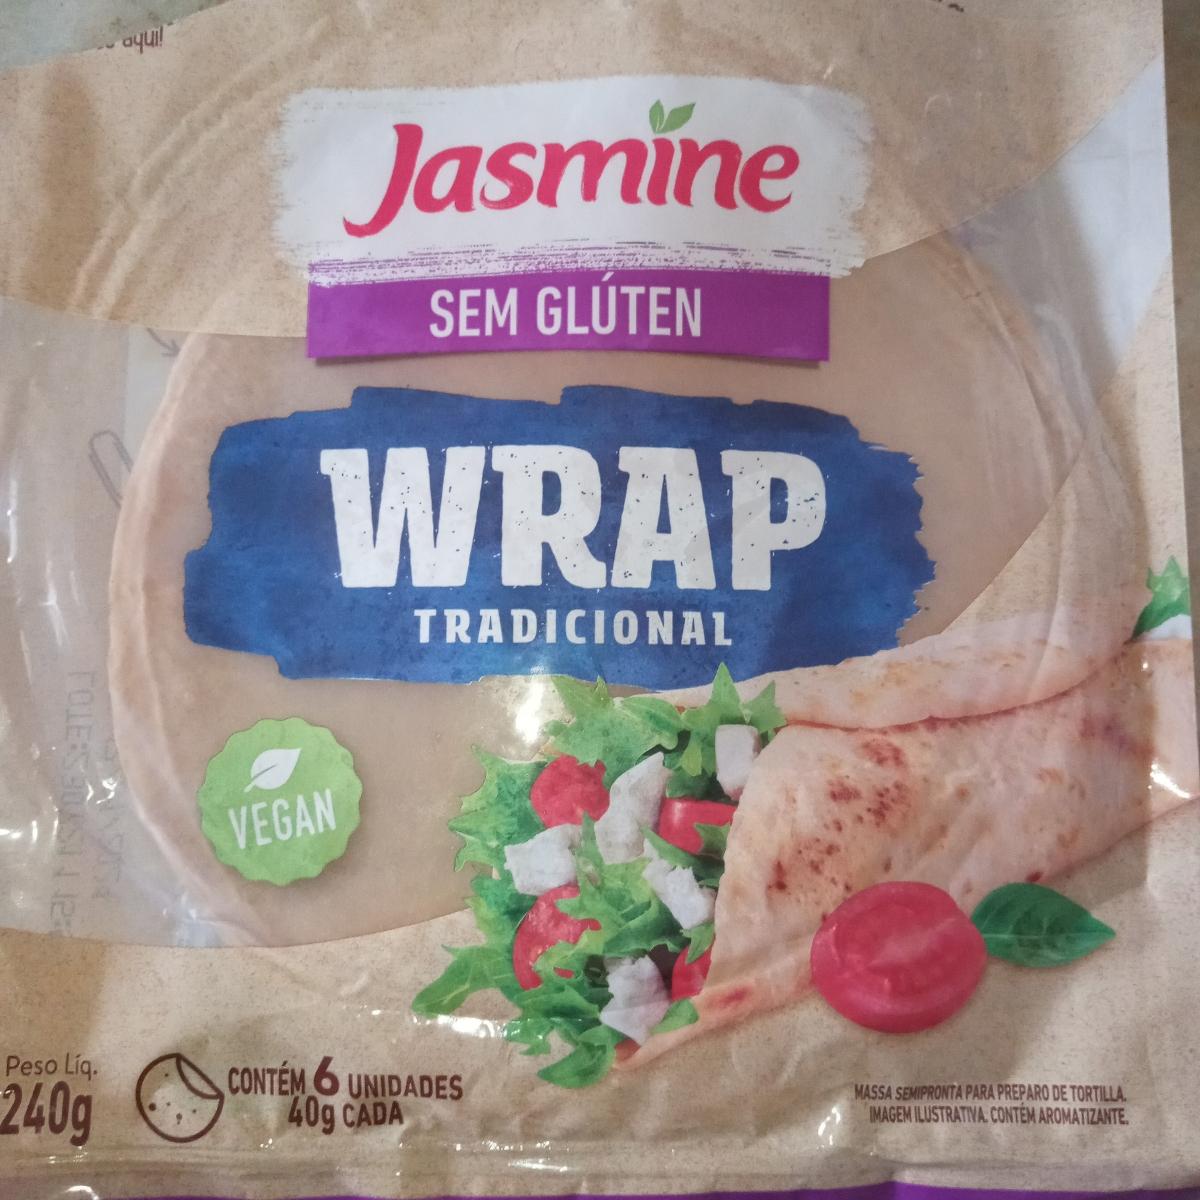 aqui!
Jasmine
SEM GLÚTEN
WRAP
TRADICIONAL
VEGAN
Peso Líq.
240g
CONTÉM 6 UNIDADES
40g CADA
MASSA SEMIPRONTA PARA PREPARO DE TORTILLA.
IMAGEM ILUSTRATIVA. CONTÉM AROMATIZANTE.